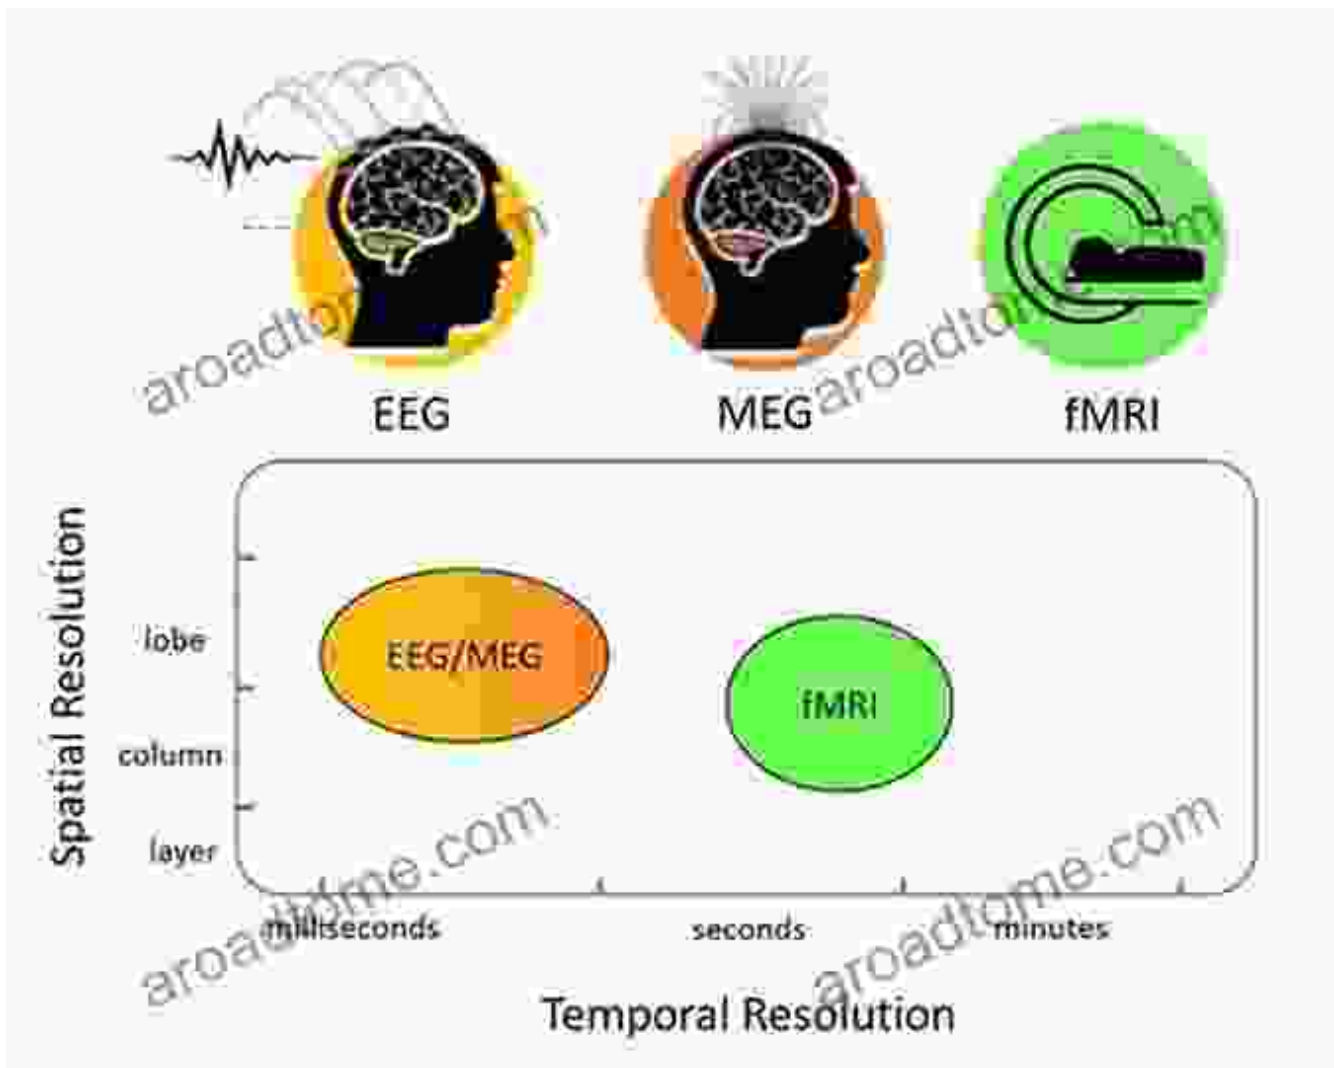 EEG
MEG
fMRI
Spatial Resolution
lobe
column
layer
EEG/MEG
fMRI
milliseconds
seconds
minutes
Temporal Resolution
aroadtome.com
aroadtome.com
aroadtome.com
aroadtome.com